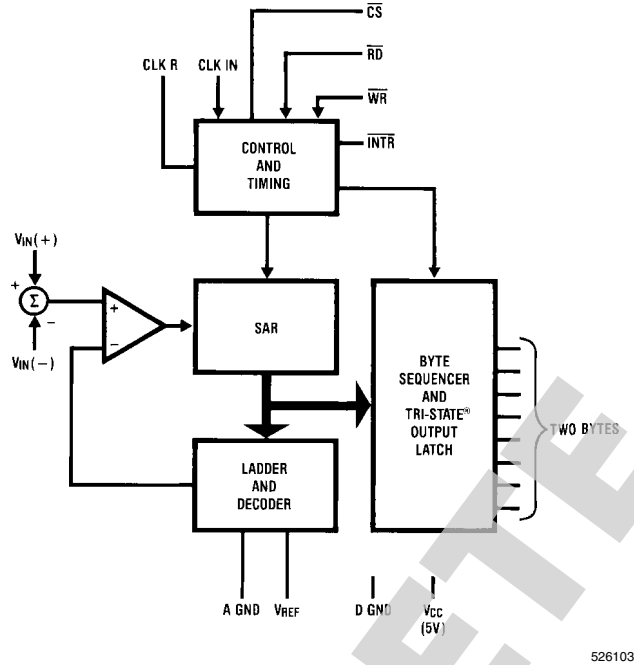 CS
RD
CLK R
CLK IN
WR
CONTROL
AND
TIMING
INTR
VIN(+)
+
Σ
−
VIN(−)
+
−
SAR
BYTE
SEQUENCER
AND
TRI-STATE®
OUTPUT
LATCH
TWO BYTES
LADDER
AND
DECODER
A GND
VREF
D GND
VCC
(5V)
526103
ETE